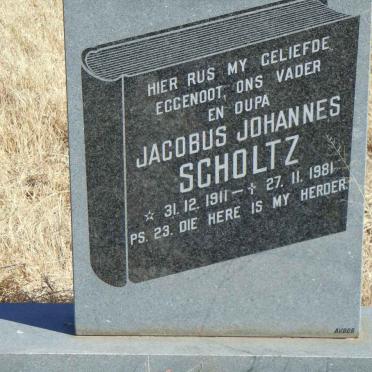 HIER RUS MY GELIEFDE
EGGENOOT, ONS VADER
EN OUPA
JACOBUS JOHANNES
SCHOLTZ
☆ 31. 12. 1911 — † 27. 11. 1981
PS. 23. DIE HERE IS MY HERDER.
AVBOB